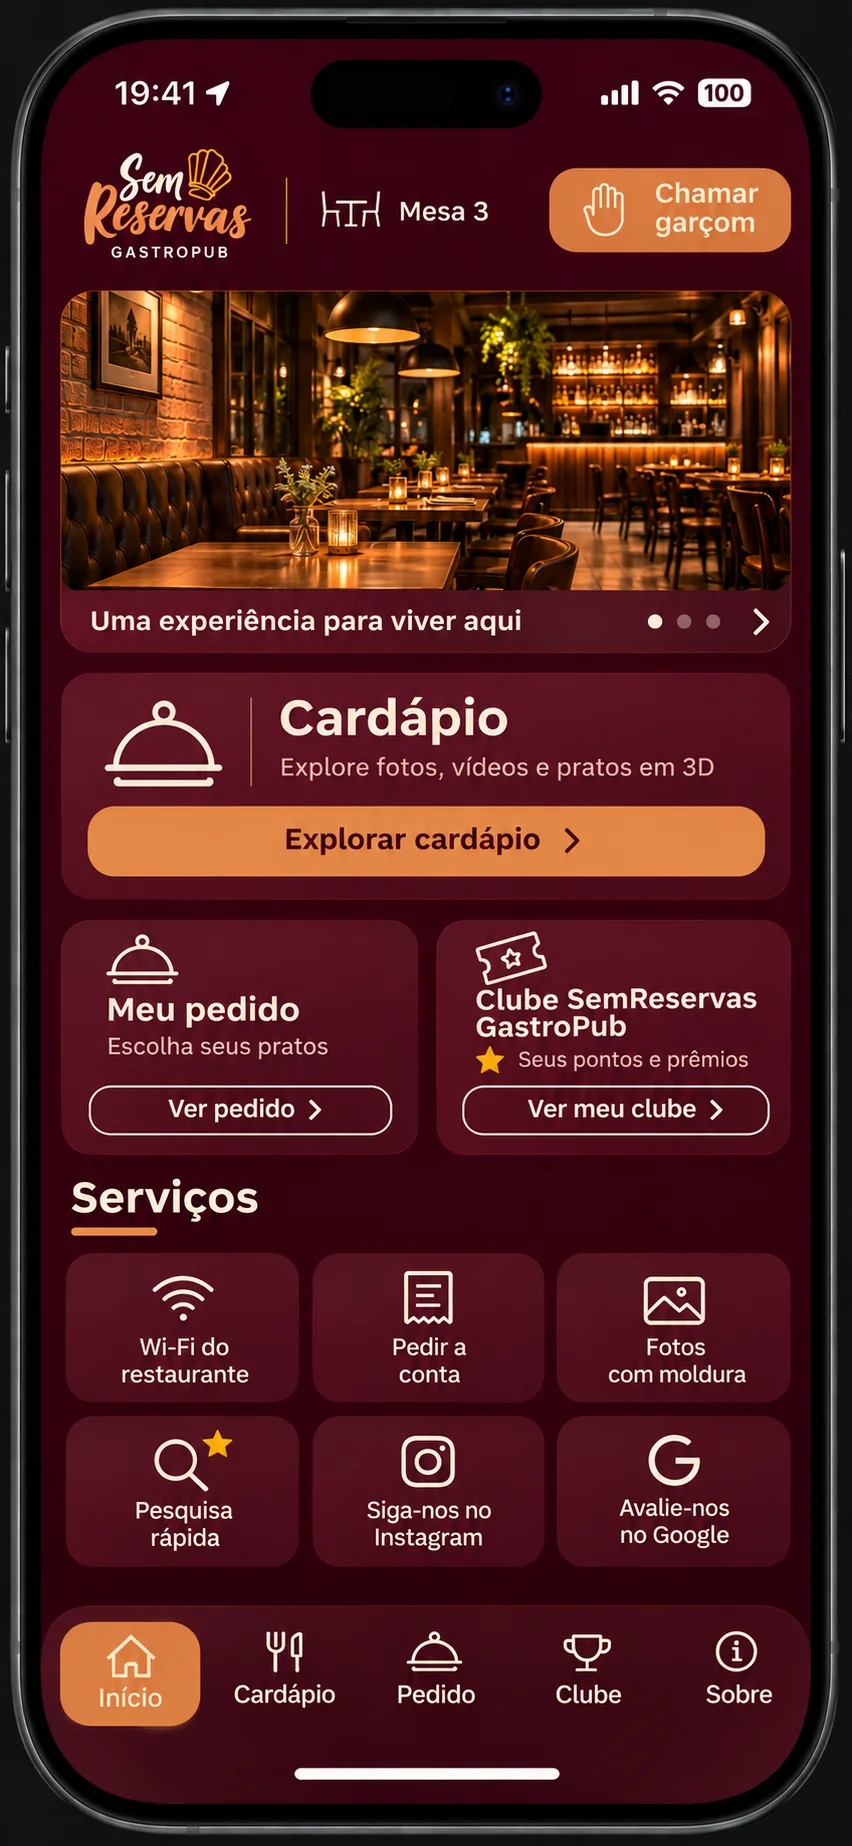 19:41
100
Sem
Reservas
GASTROPUB
Mesa 3
Chamar
garçom
Uma experiência para viver aqui
Cardápio
Explore fotos, vídeos e pratos em 3D
Explorar cardápio
Meu pedido
Escolha seus pratos
Ver pedido
Clube SemReservas
GastroPub
Seus pontos e prêmios
Ver meu clube
Serviços
Wi-Fi do
restaurante
Pedir a
conta
Fotos
com moldura
Pesquisa
rápida
Siga-nos no
Instagram
Avalie-nos
no Google
Início
Cardápio
Pedido
Clube
Sobre